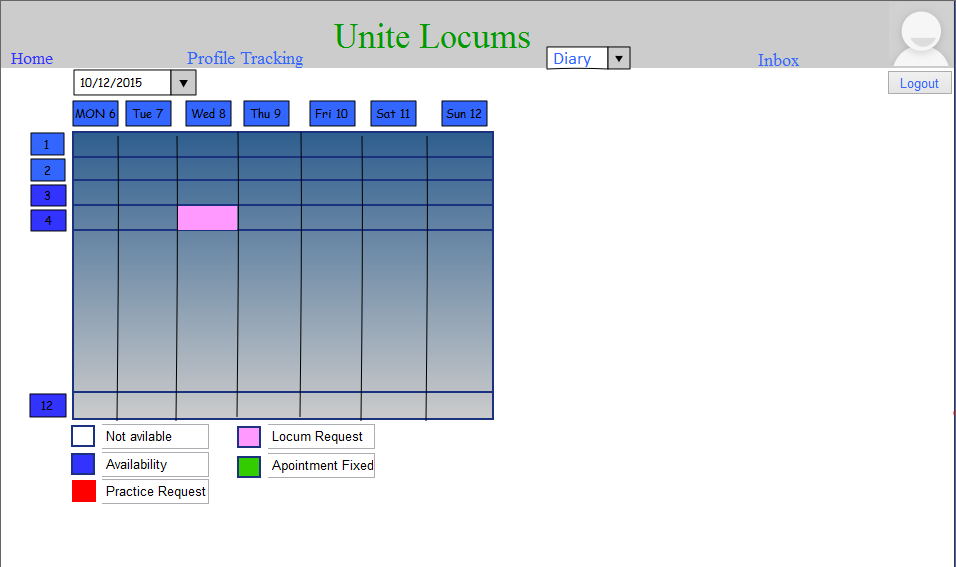 Unite Locums
Home
Profile Tracking
Diary
Inbox
Logout
10/12/2015
MON 6
Tue 7
Wed 8
Thu 9
Fri 10
Sat 11
Sun 12
1
2
3
4
12
Not avilable
Locum Request
Availability
Apointment Fixed
Practice Request